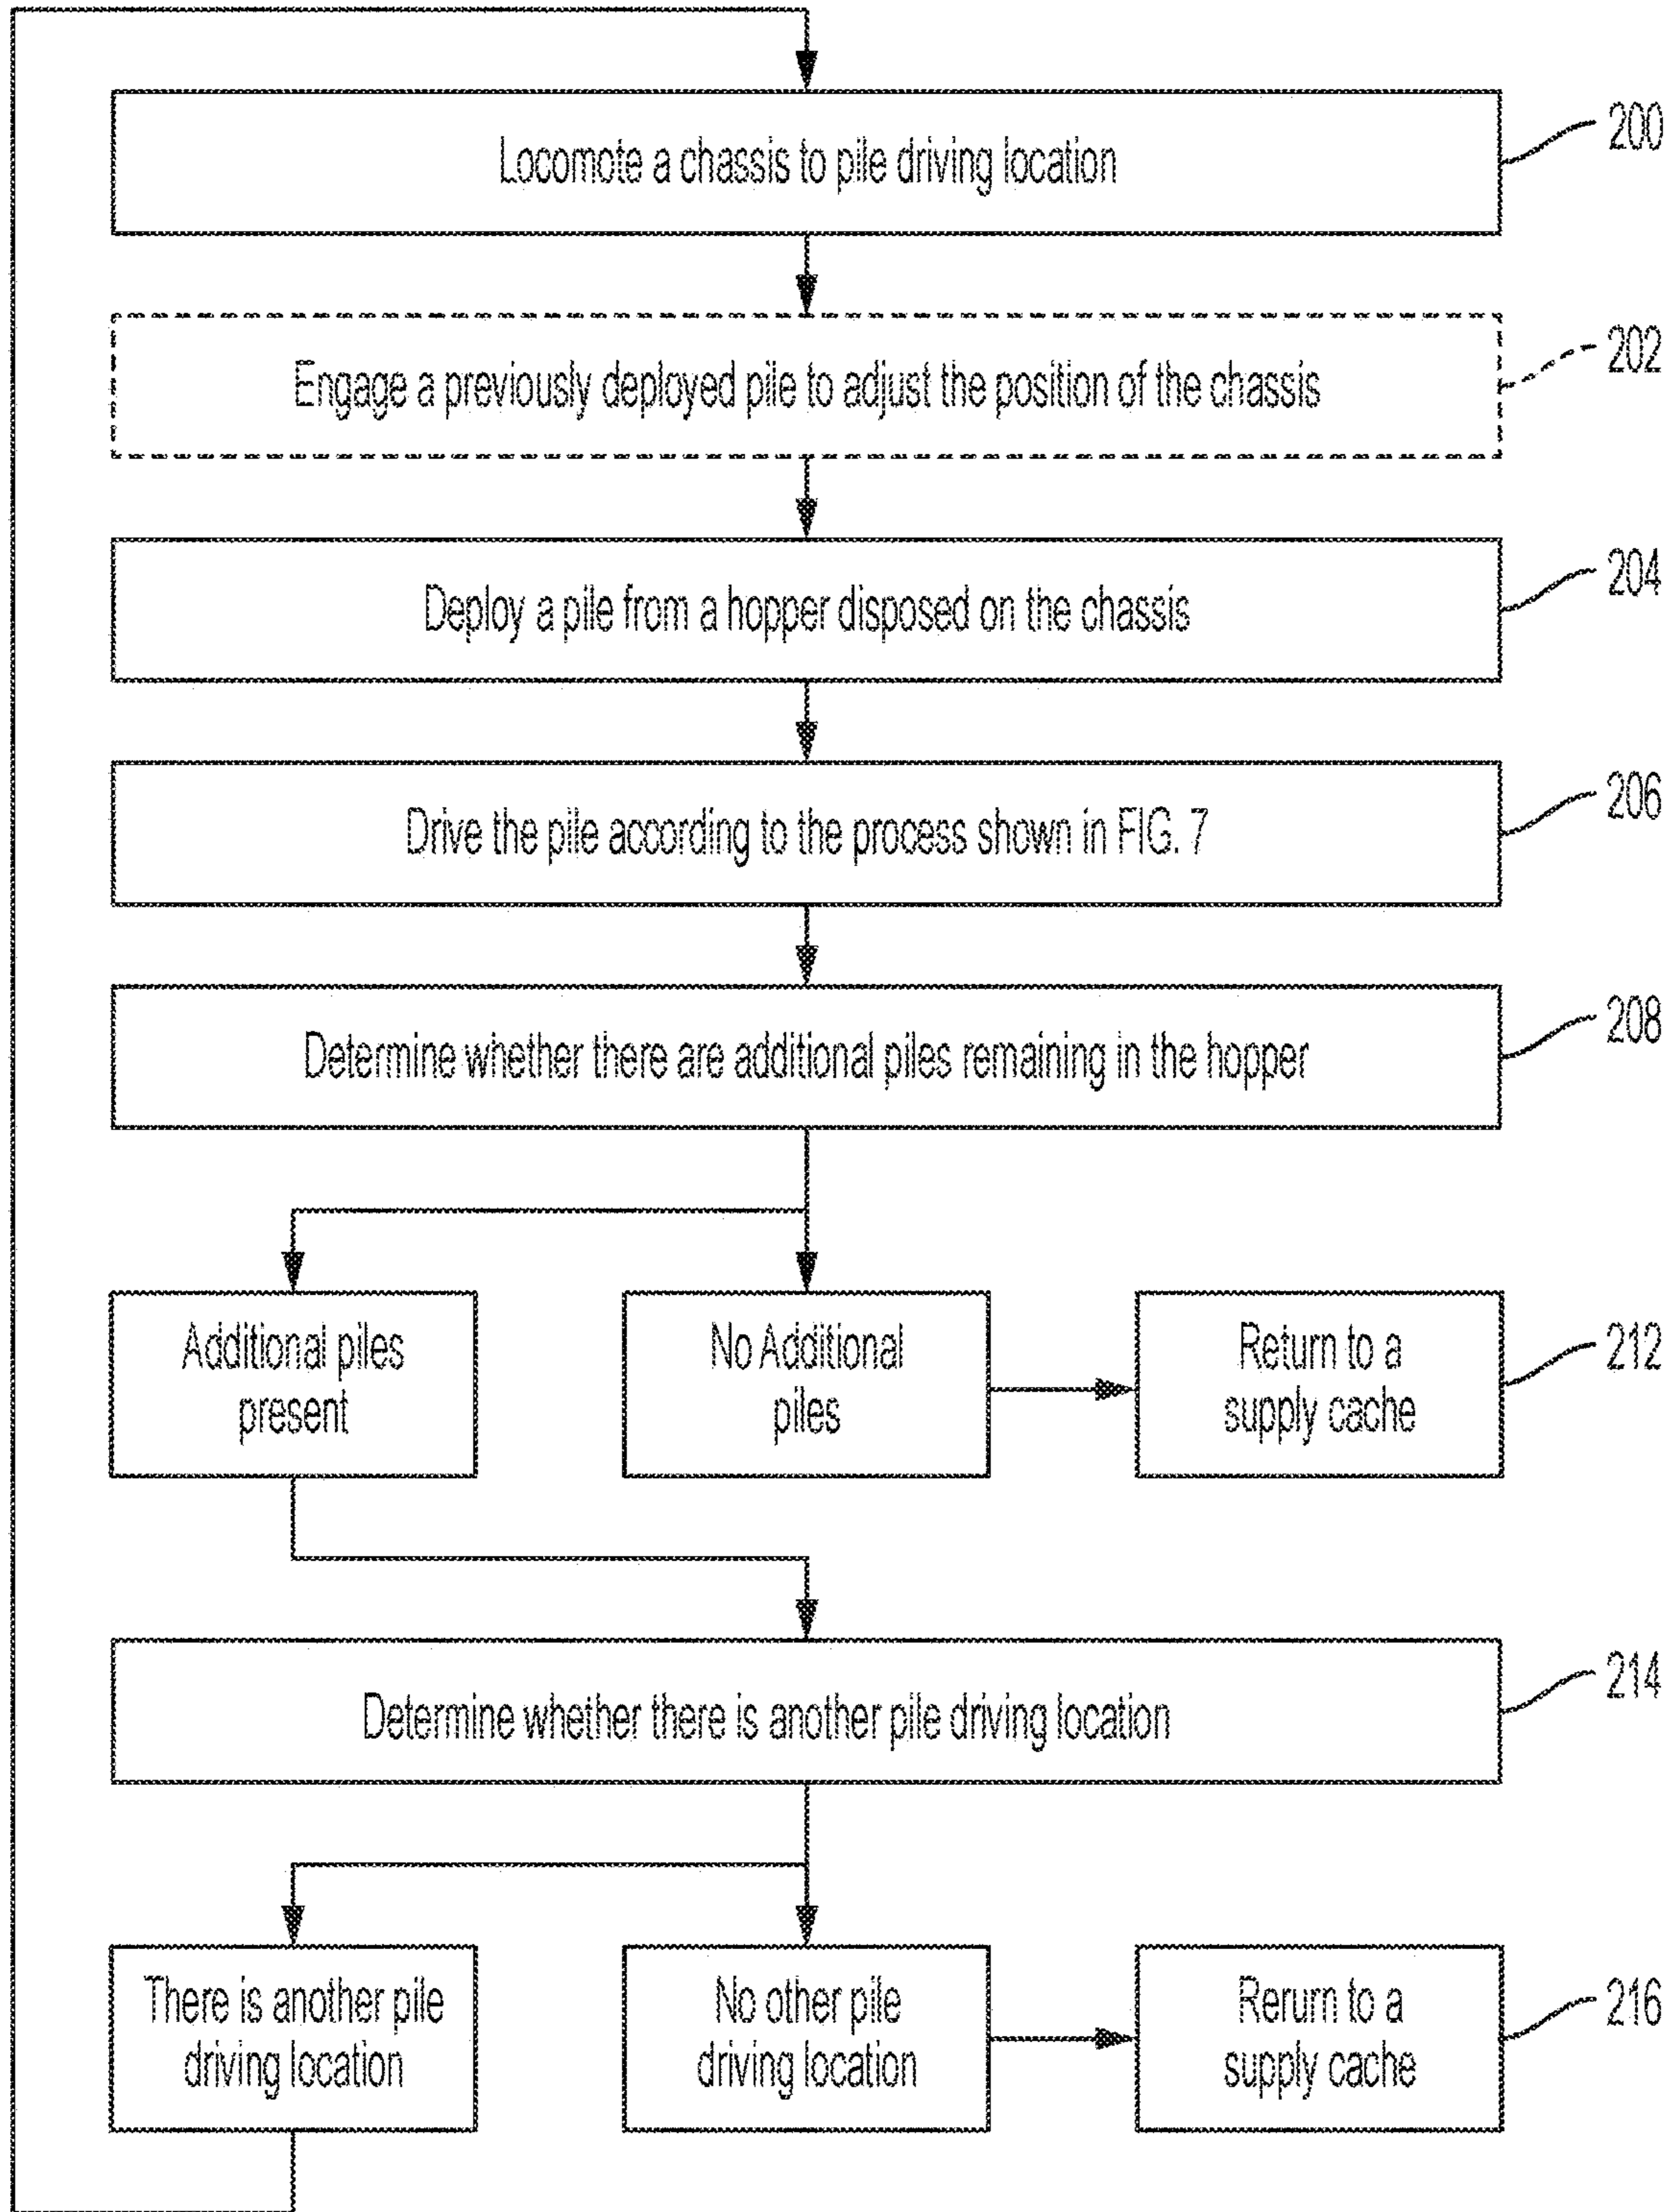 Locomote a chassis to pile driving location
200
Engage a previously deployed pile to adjust the position of the chassis
202
Deploy a pile from a hopper disposed on the chassis
204
Drive the pile according to the process shown in FIG. 7
206
Determine whether there are additional piles remaining in the hopper
208
Additional piles
present
No Additional
piles
Return to a
supply cache
212
Determine whether there is another pile driving location
214
There is another pile
driving location
No other pile
driving location
Rerurn to a
supply cache
216